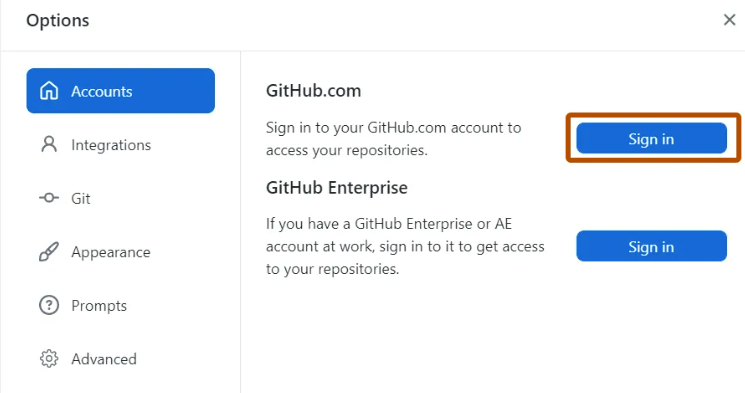 Options
Accounts
Integrations
Git
Appearance
Prompts
Advanced
GitHub.com
Sign in to your GitHub.com account to
access your repositories.
Sign in
GitHub Enterprise
If you have a GitHub Enterprise or AE
account at work, sign in to it to get access
to your repositories.
Sign in